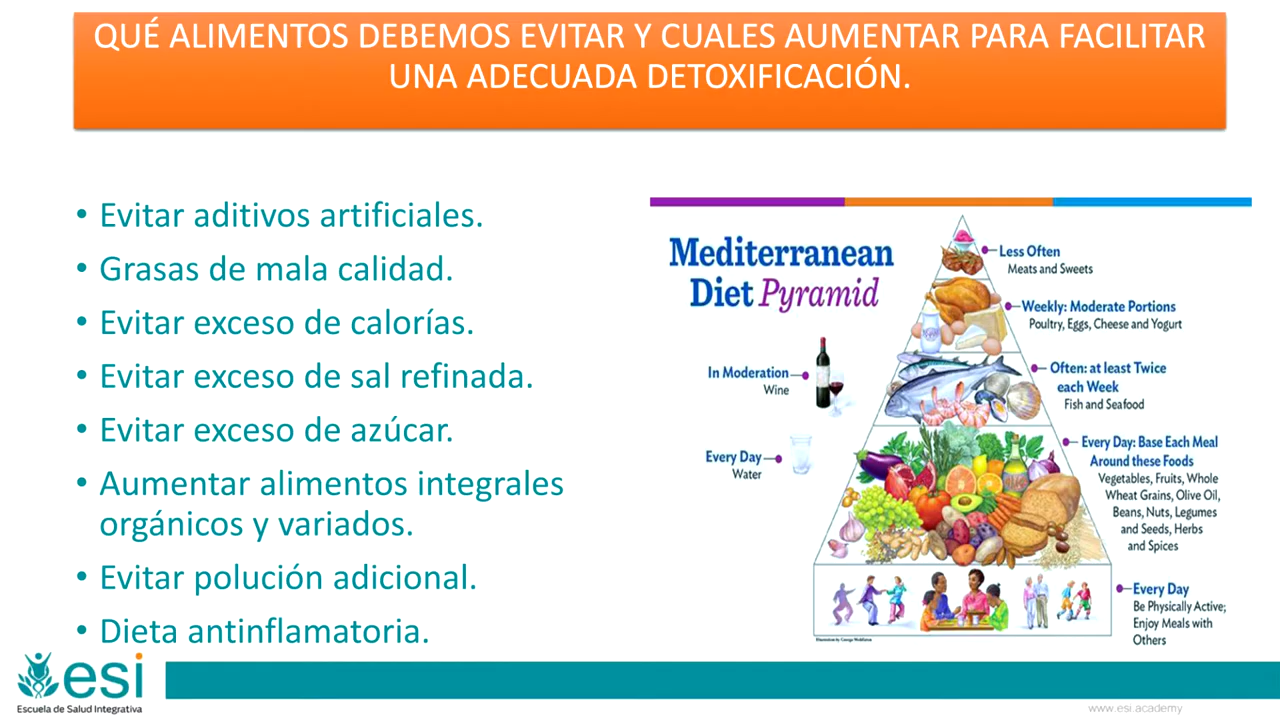 QUÉ ALIMENTOS DEBEMOS EVITAR Y CUALES AUMENTAR PARA FACILITAR
UNA ADECUADA DETOXIFICACIÓN.
• Evitar aditivos artificiales.
• Grasas de mala calidad.
• Evitar exceso de calorías.
• Evitar exceso de sal refinada.
• Evitar exceso de azúcar.
• Aumentar alimentos integrales
orgánicos y variados.
• Evitar polución adicional.
• Dieta antinflamatoria.
Mediterranean
Diet Pyramid
Less Often
Meats and Sweets
Weekly: Moderate Portions
Poultry, Eggs, Cheese and Yogurt
In Moderation
Wine
Often: at least Twice
each Week
Fish and Seafood
Every Day
Water
Every Day: Base Each Meal
Around these Foods
Vegetables, Fruits, Whole
Wheat Grains, Olive Oil,
Beans, Nuts, Legumes
and Seeds, Herbs
and Spices
Every Day
Be Physically Active;
Enjoy Meals with
Others
Illustration by George Middleton
esi
Escuela de Salud Integrativa
www.esi.academy